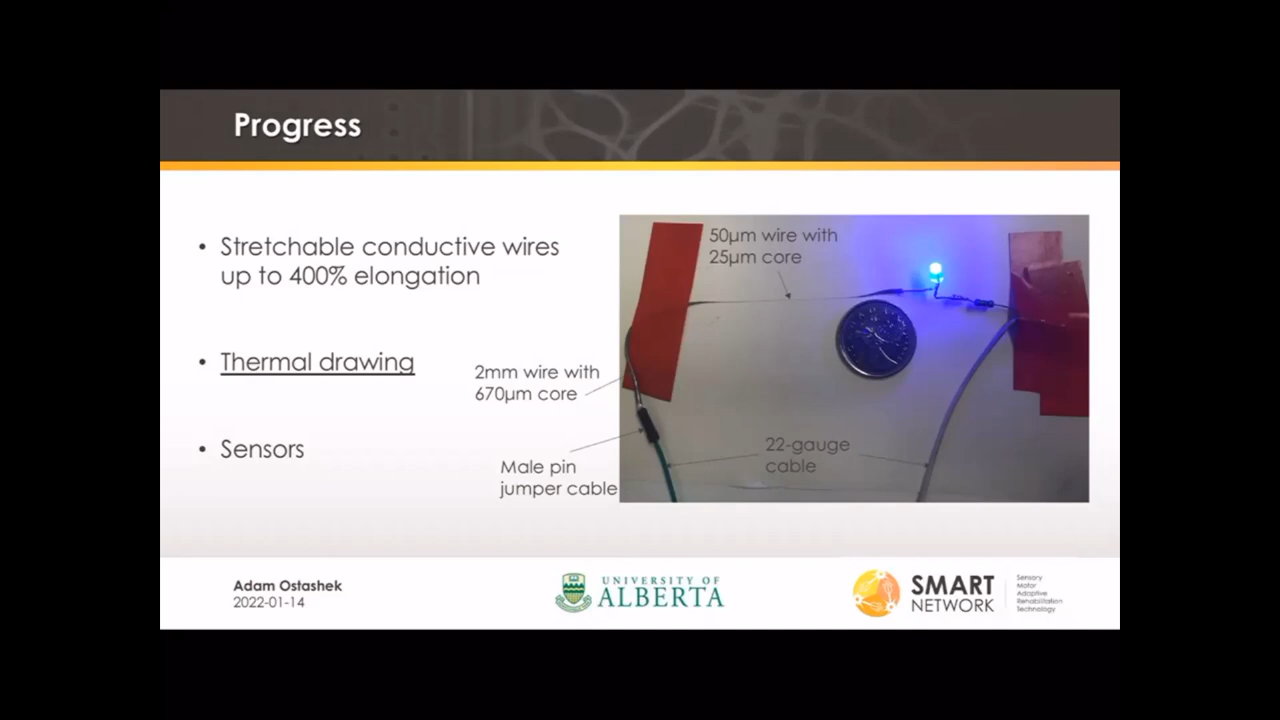 Progress
• Stretchable conductive wires
up to 400% elongation
• Thermal drawing
• Sensors
50µm wire with
25µm core
2mm wire with
670µm core
Male pin
jumper cable
22-gauge
cable
Adam Ostashek
2022-01-14
UNIVERSITY OF
ALBERTA
SMART
NETWORK
Sensory
Motor
Adaptive
Rehabilitation
Technology